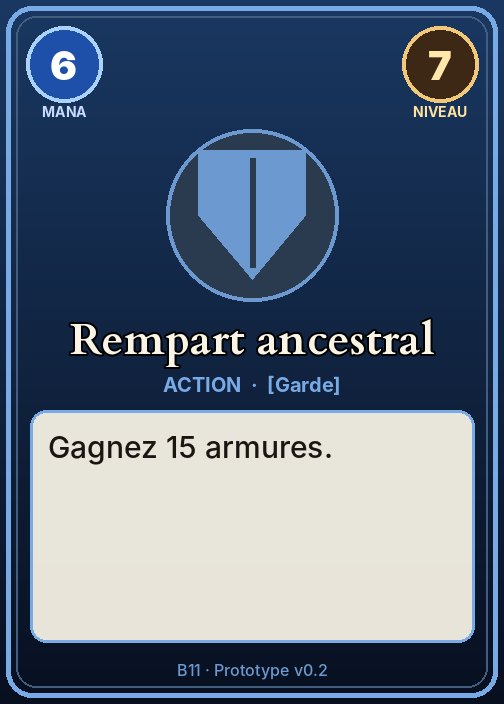 6
7
MANA
NIVEAU
Rempart ancestral
ACTION · [Garde]
Gagnez 15 armures.
B11 · Prototype v0.2